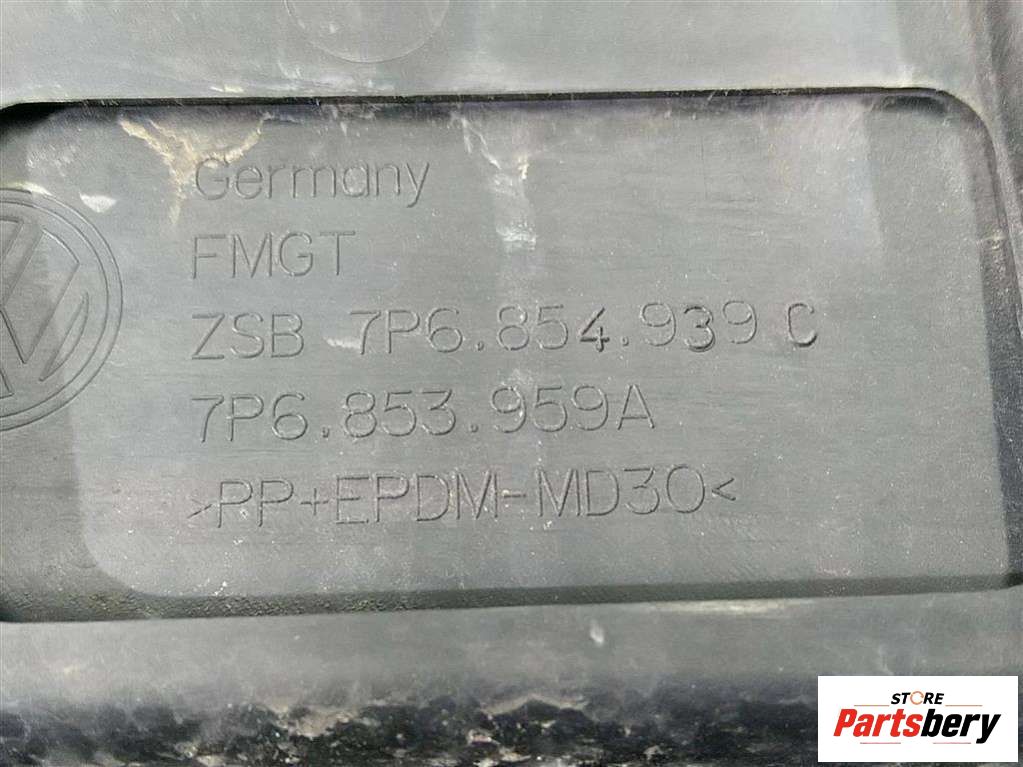 Germany
FMGT
ZSB 7P6.854.939 C
7P6.853.959A
>PP+EPDM-MD30<
STORE
Partsbery